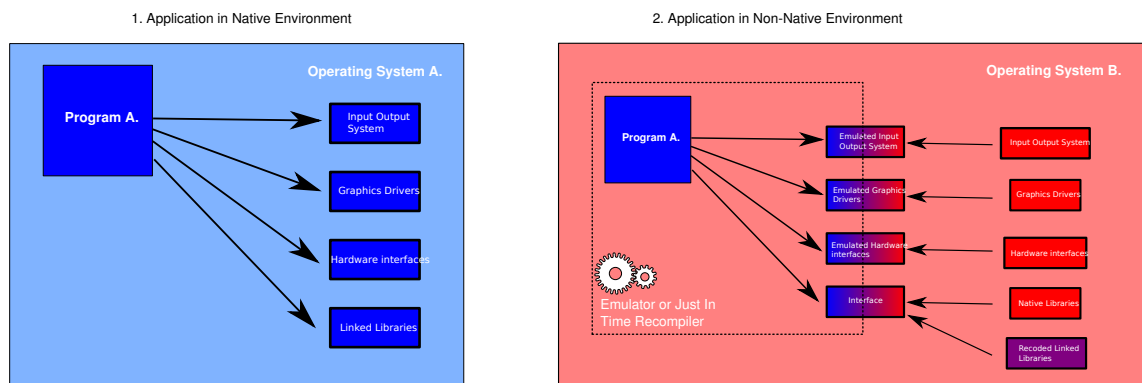 1. Application in Native Environment
Operating System A.
Program A.
Input Output
System
Graphics Drivers
Hardware interfaces
Linked Libraries
2. Application in Non-Native Environment
Operating System B.
Program A.
Emulated Input
Output System
Emulated Graphics
Drivers
Emulated Hardware
interfaces
Interface
Input Output System
Graphics Drivers
Hardware interfaces
Native Libraries
Recoded Linked
Libraries
Emulator or Just In
Time Recompiler